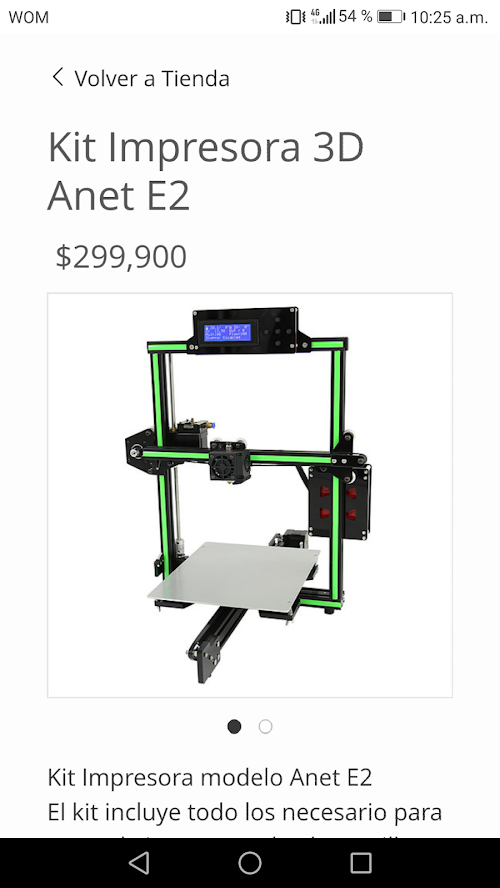 WOM 4G 54 % 10:25 a.m.
Volver a Tienda
Kit Impresora 3D
Anet E2
$299,900
Kit Impresora modelo Anet E2
El kit incluye todo los necesario para